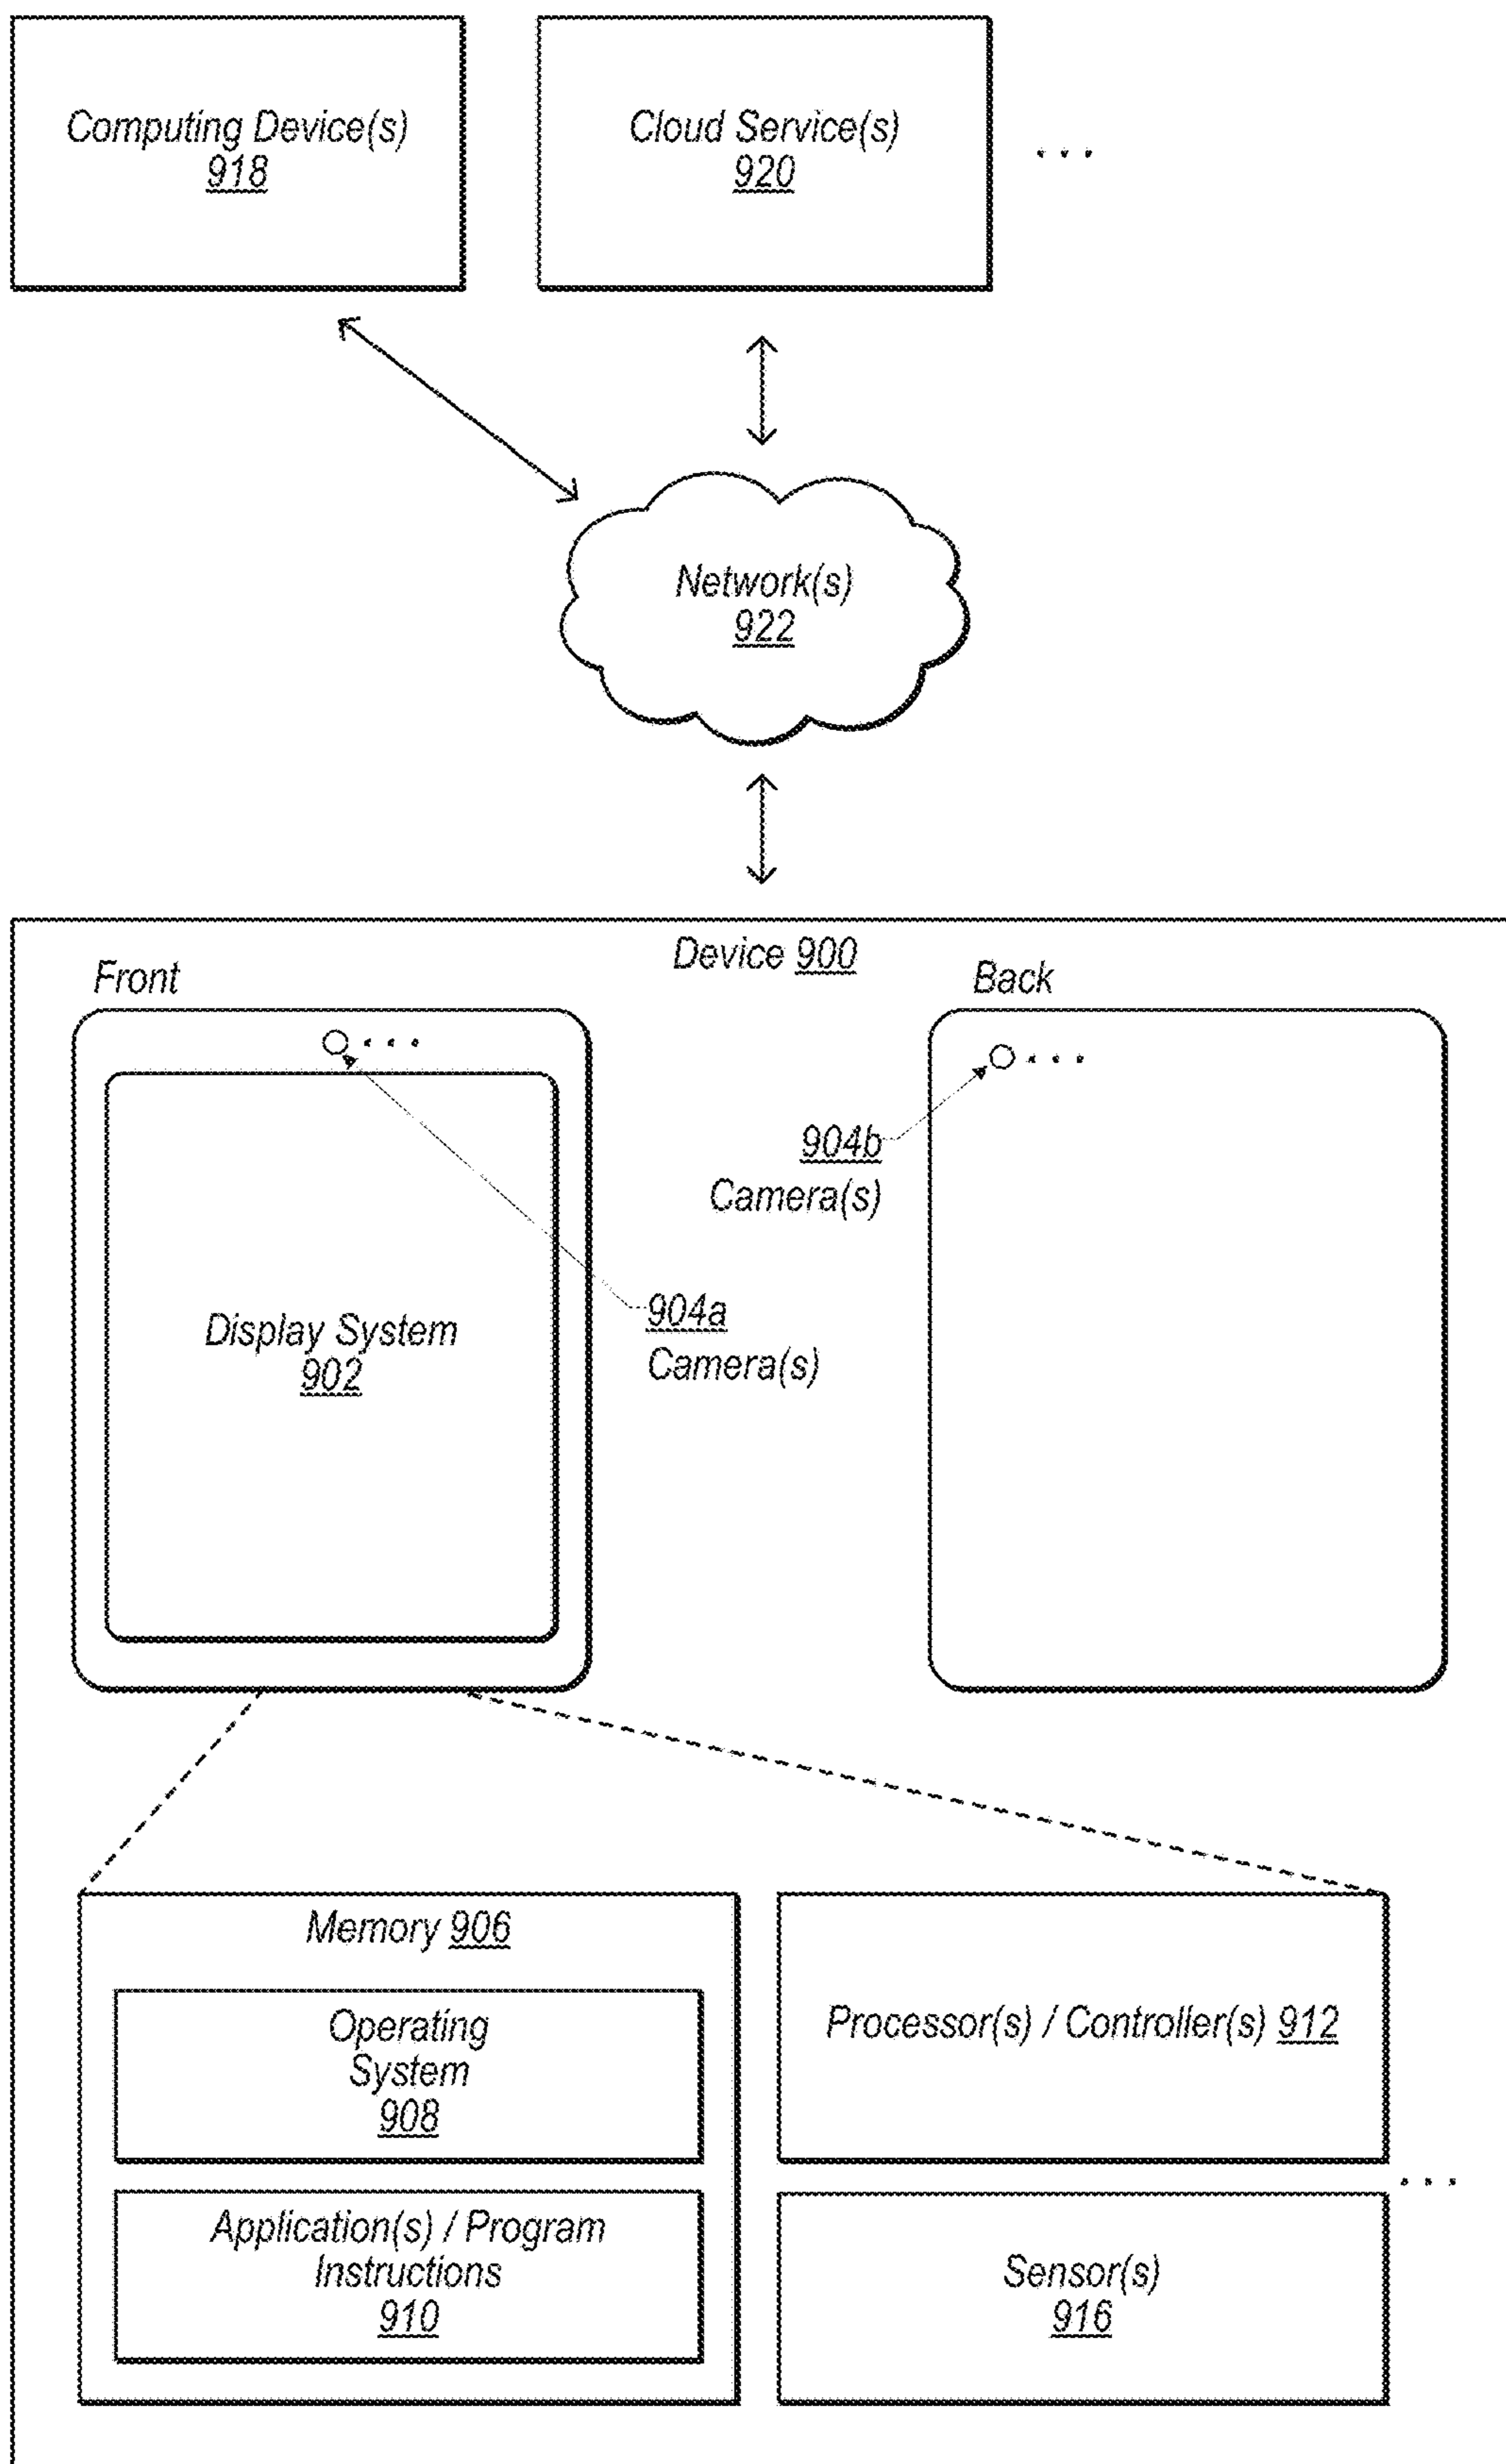 Computing Device(s)
918
Cloud Service(s)
920
. . .
Network(s)
922
Device 900
Front
Back
. . .
. . .
904b
Camera(s)
904a
Camera(s)
Display System
902
Memory 906
Operating
System
908
Application(s) / Program
Instructions
910
Processor(s) / Controller(s) 912
. . .
Sensor(s)
916